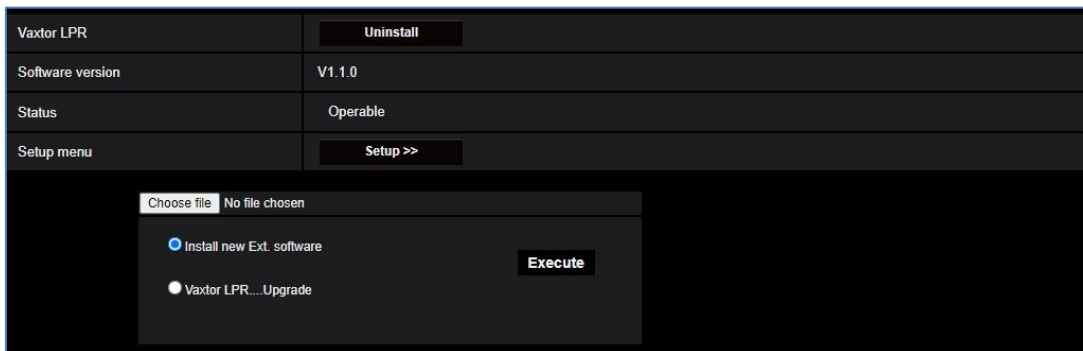 Vaxtor LPR Uninstall
Software version V1.1.0
Status Operable
Setup menu Setup >>
Choose file No file chosen
Install new Ext. software
Execute
Vaxtor LPR....Upgrade